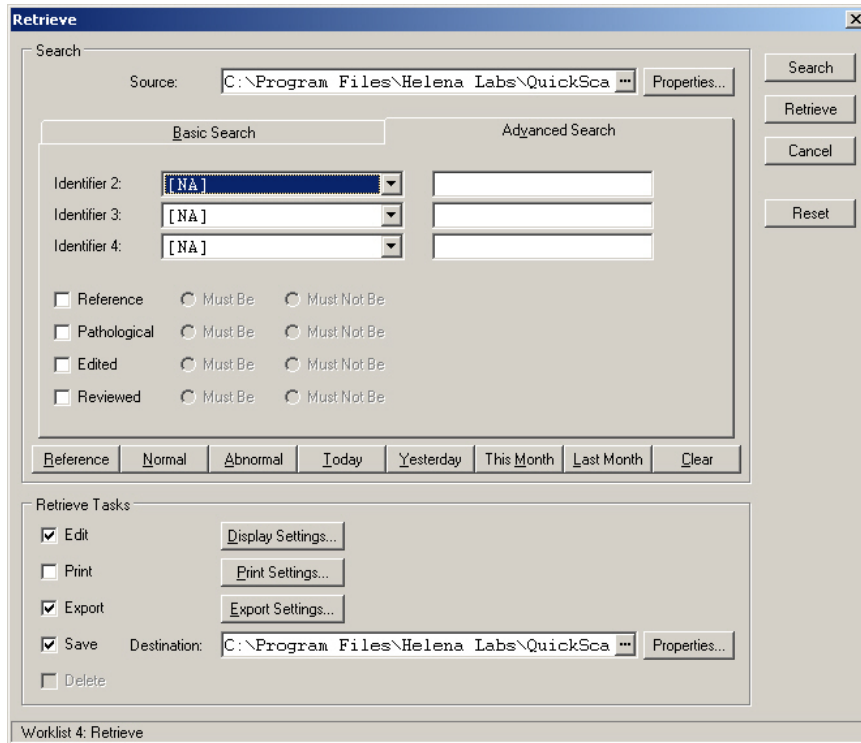 Retrieve
Search
Source: C:\Program Files\Helena Labs\QuickSca ... Properties...
Search
Retrieve
Cancel
Reset
Basic Search Advanced Search
Identifier 2: [NA]
Identifier 3: [NA]
Identifier 4: [NA]
Reference Must Be Must Not Be
Pathological Must Be Must Not Be
Edited Must Be Must Not Be
Reviewed Must Be Must Not Be
Reference Normal Abnormal Today Yesterday This Month Last Month Clear
Retrieve Tasks
Edit Display Settings...
Print Print Settings...
Export Export Settings...
Save Destination: C:\Program Files\Helena Labs\QuickSca ... Properties...
Delete
Worklist 4: Retrieve